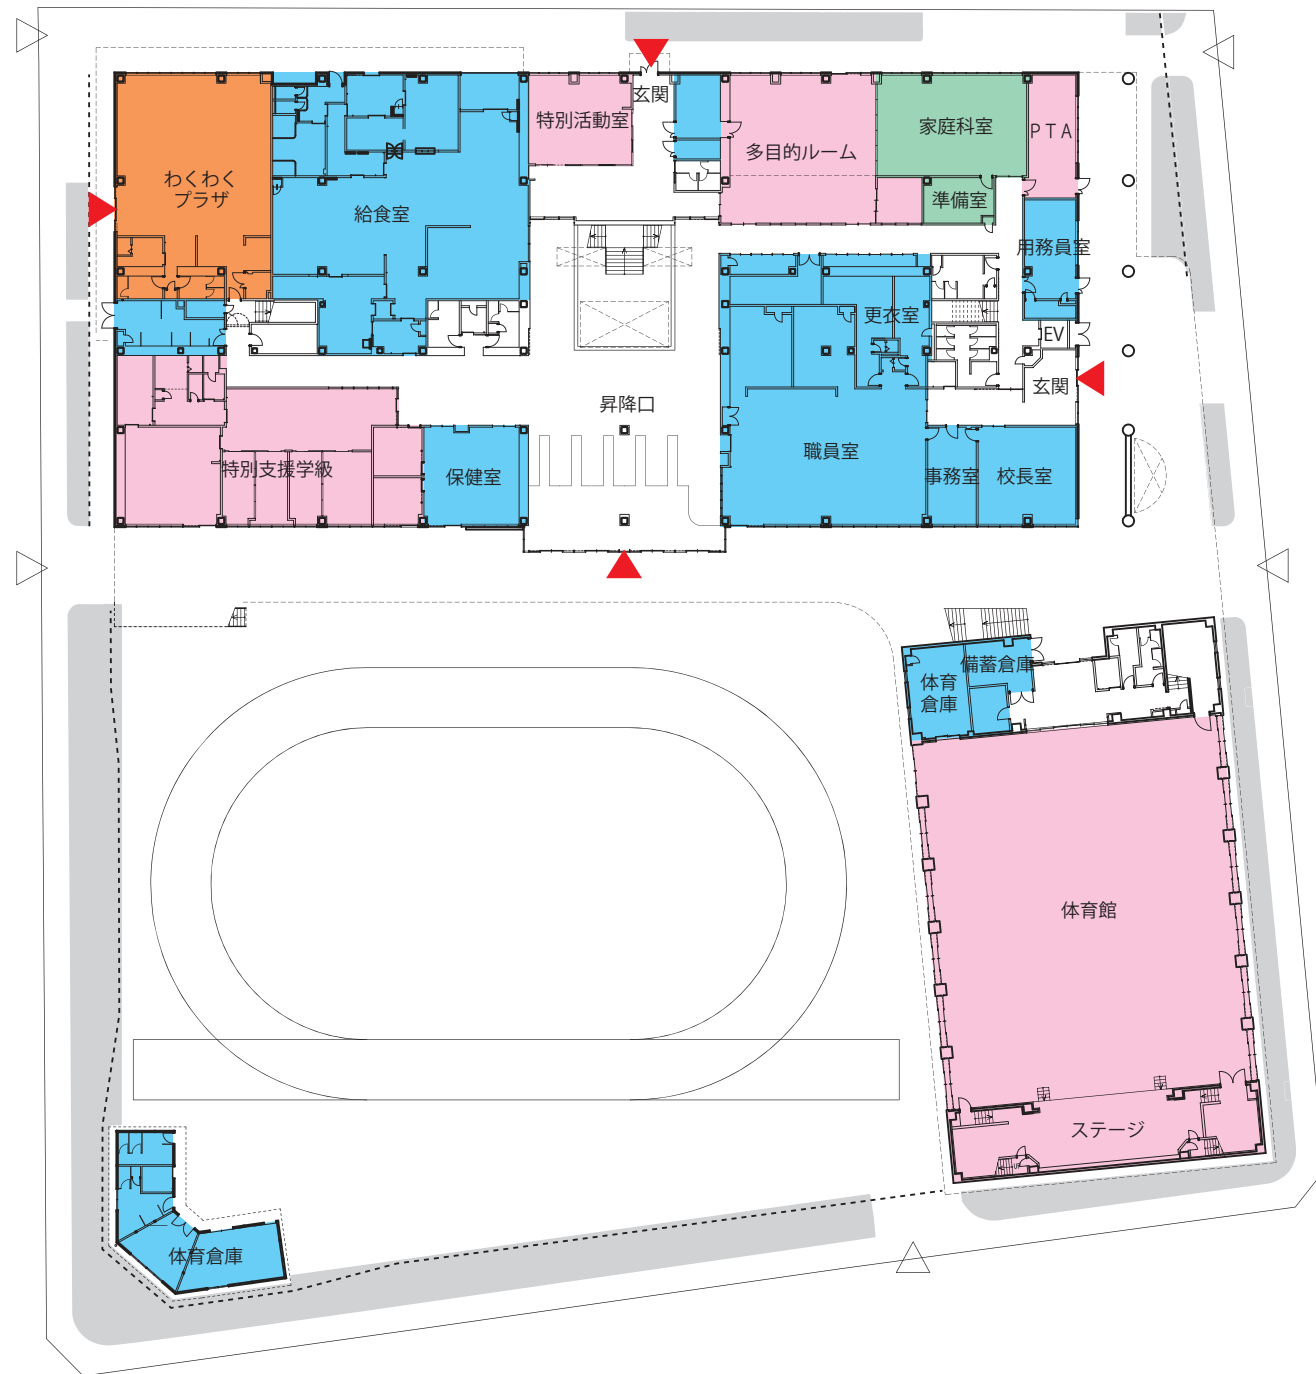 玄関
特別活動室
家庭科室
PTA
多目的ルーム
わくわく
プラザ
給食室
準備室
用務員室
更衣室
EV
玄関
昇降口
職員室
特別支援学級
保健室
事務室
校長室
備蓄倉庫
体育
倉庫
体育館
ステージ
体育倉庫